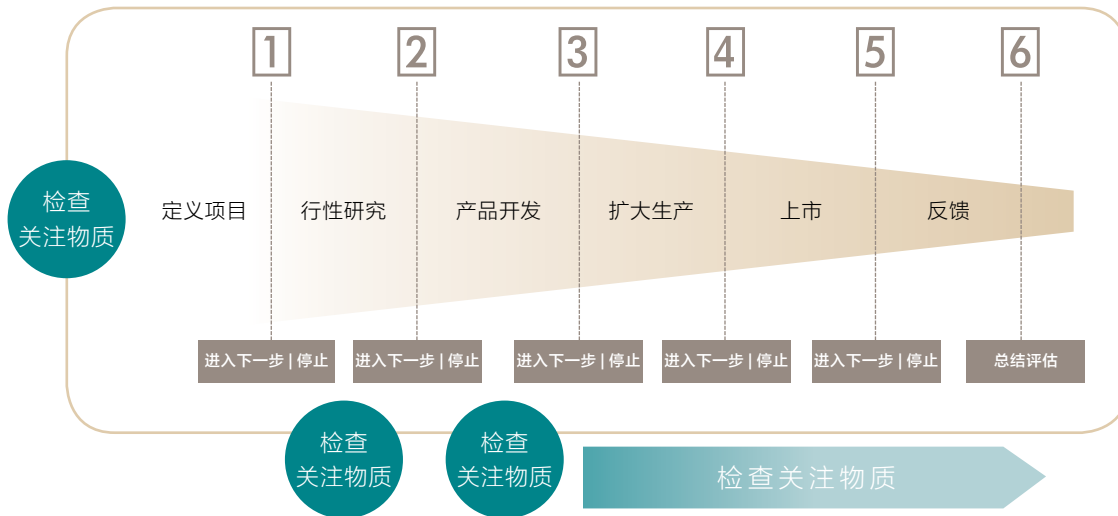 1
2
3
4
5
6
检查
关注物质
定义项目
行性研究
产品开发
扩大生产
上市
反馈
进入下一步 | 停止
进入下一步 | 停止
进入下一步 | 停止
进入下一步 | 停止
进入下一步 | 停止
总结评估
检查
关注物质
检查
关注物质
检查关注物质